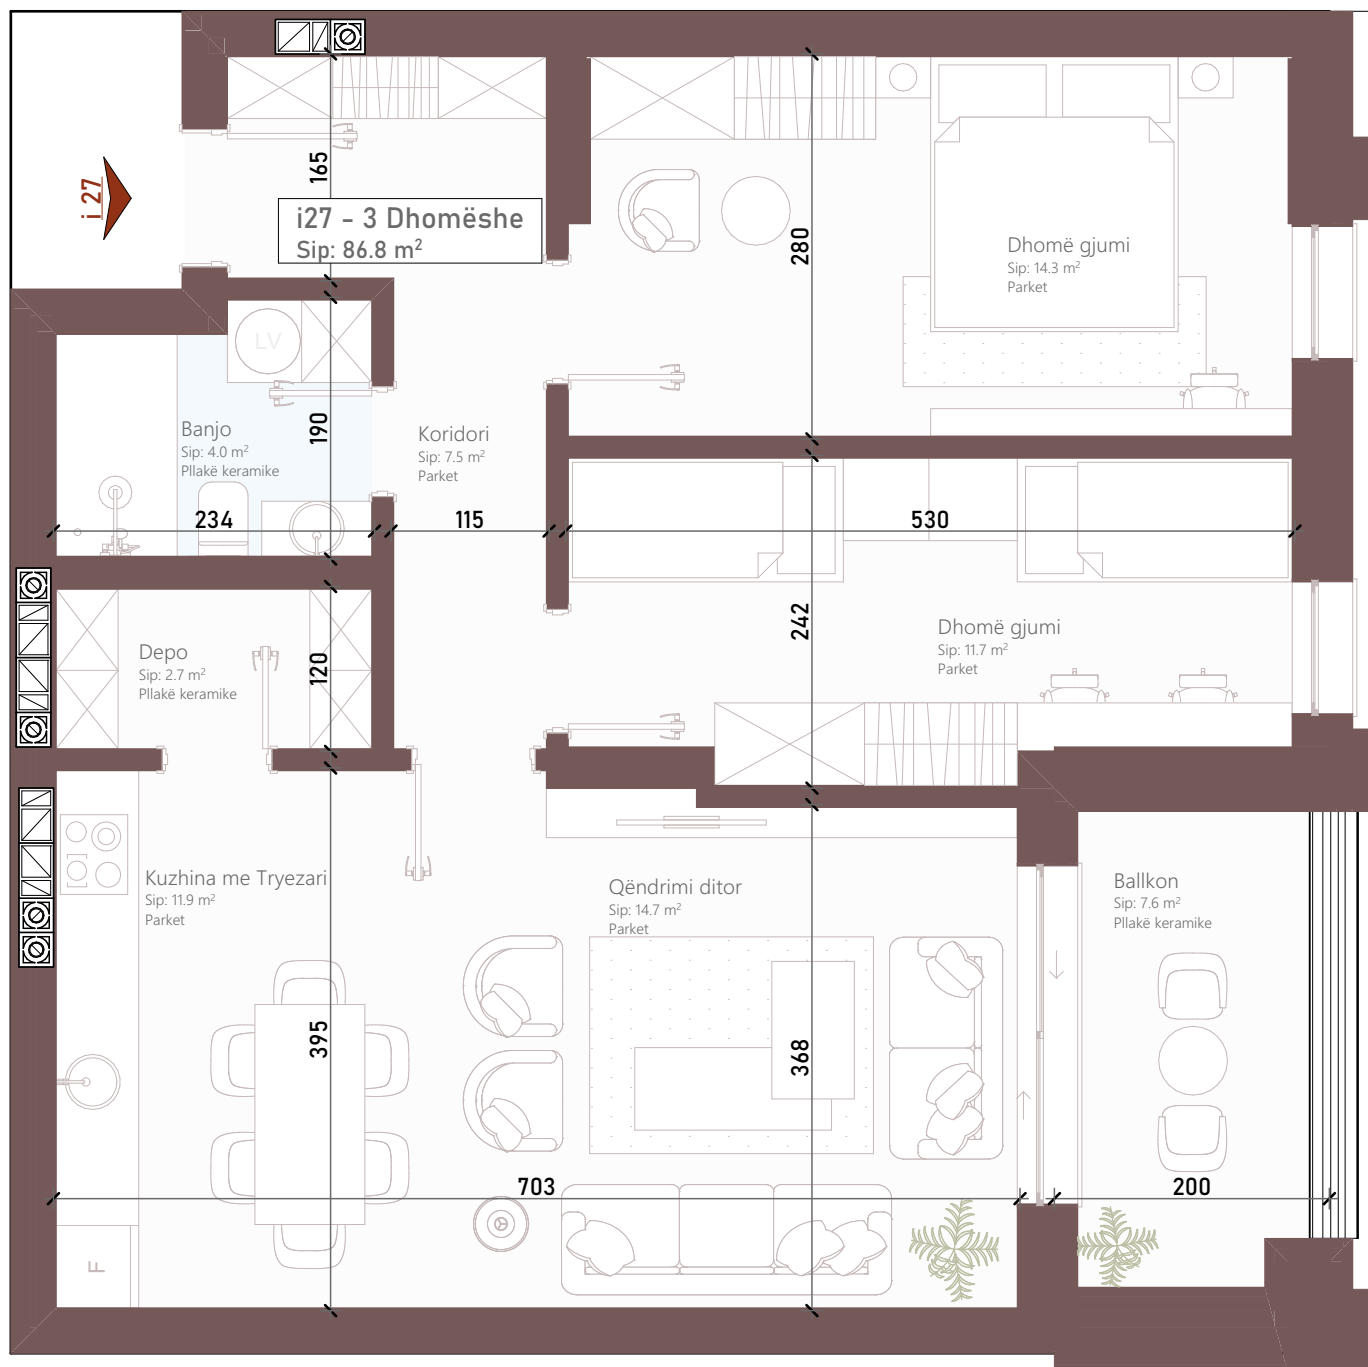 i 27
165
i27 - 3 Dhomëshe
Sip: 86.8 m²
280
Dhomë gjumi
Sip: 14.3 m²
Parket
LV
Banjo
Sip: 4.0 m²
Pllakë keramike
190
Koridori
Sip: 7.5 m²
Parket
234
115
530
Depo
Sip: 2.7 m²
Pllakë keramike
120
242
Dhomë gjumi
Sip: 11.7 m²
Parket
Kuzhina me Tryezari
Sip: 11.9 m²
Parket
Qëndrimi ditor
Sip: 14.7 m²
Parket
Ballkon
Sip: 7.6 m²
Pllakë keramike
395
368
703
200
F